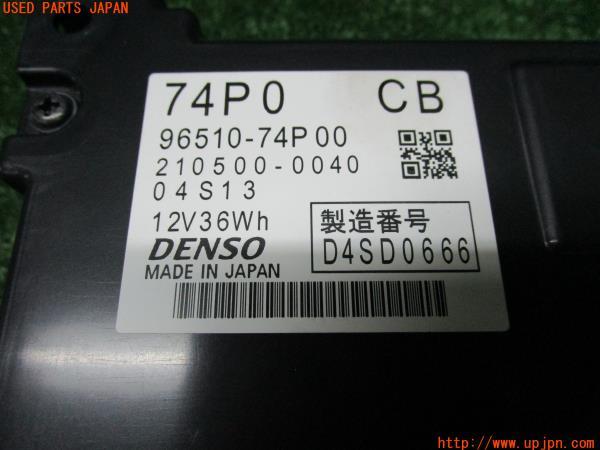 USED PARTS JAPAN
74P0 CB
96510-74P00
210500-0040
04S13
12V36Wh
製造番号
DENSO
D4SD0666
MADE IN JAPAN
http://www.upjpn.com/